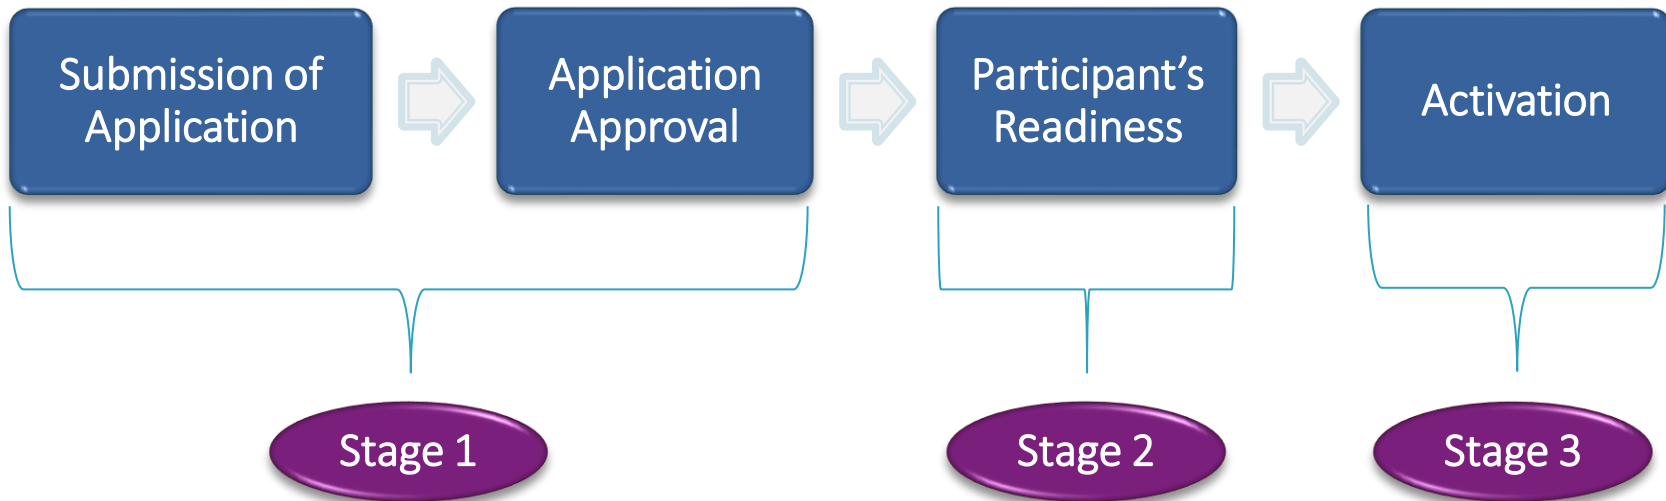 Submission of
Application
Application
Approval
Participant’s
Readiness
Activation
Stage 1
Stage 2
Stage 3